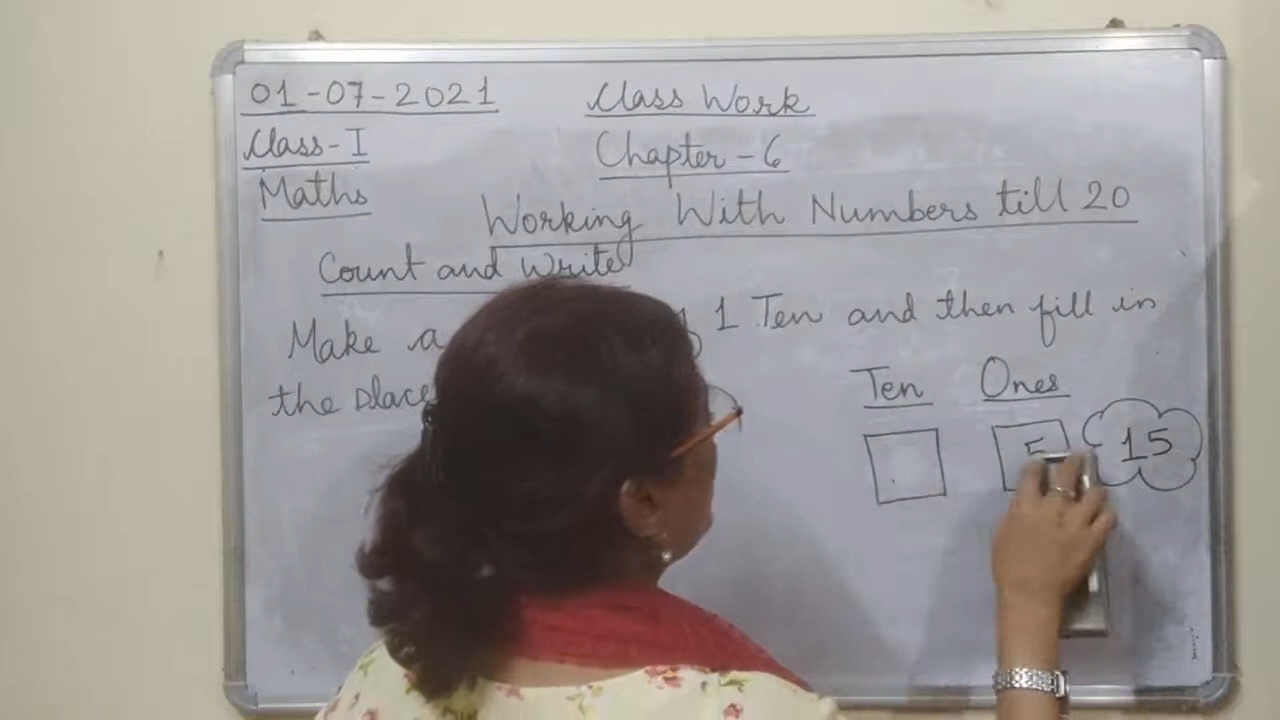 01-07-2021 Class Work
Class-I Chapter-6
Maths
Working With Numbers till 20
Count and Write
Make a 1 Ten and then fill in
the place
Ten Ones
5 15